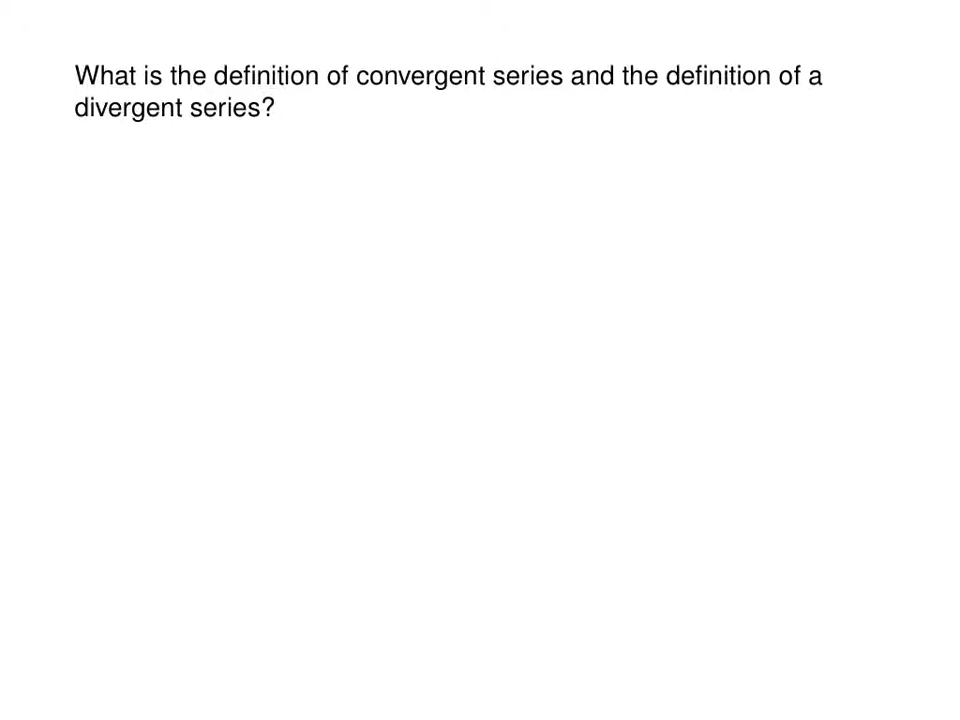 What is the definition of convergent series and the definition of a
divergent series?